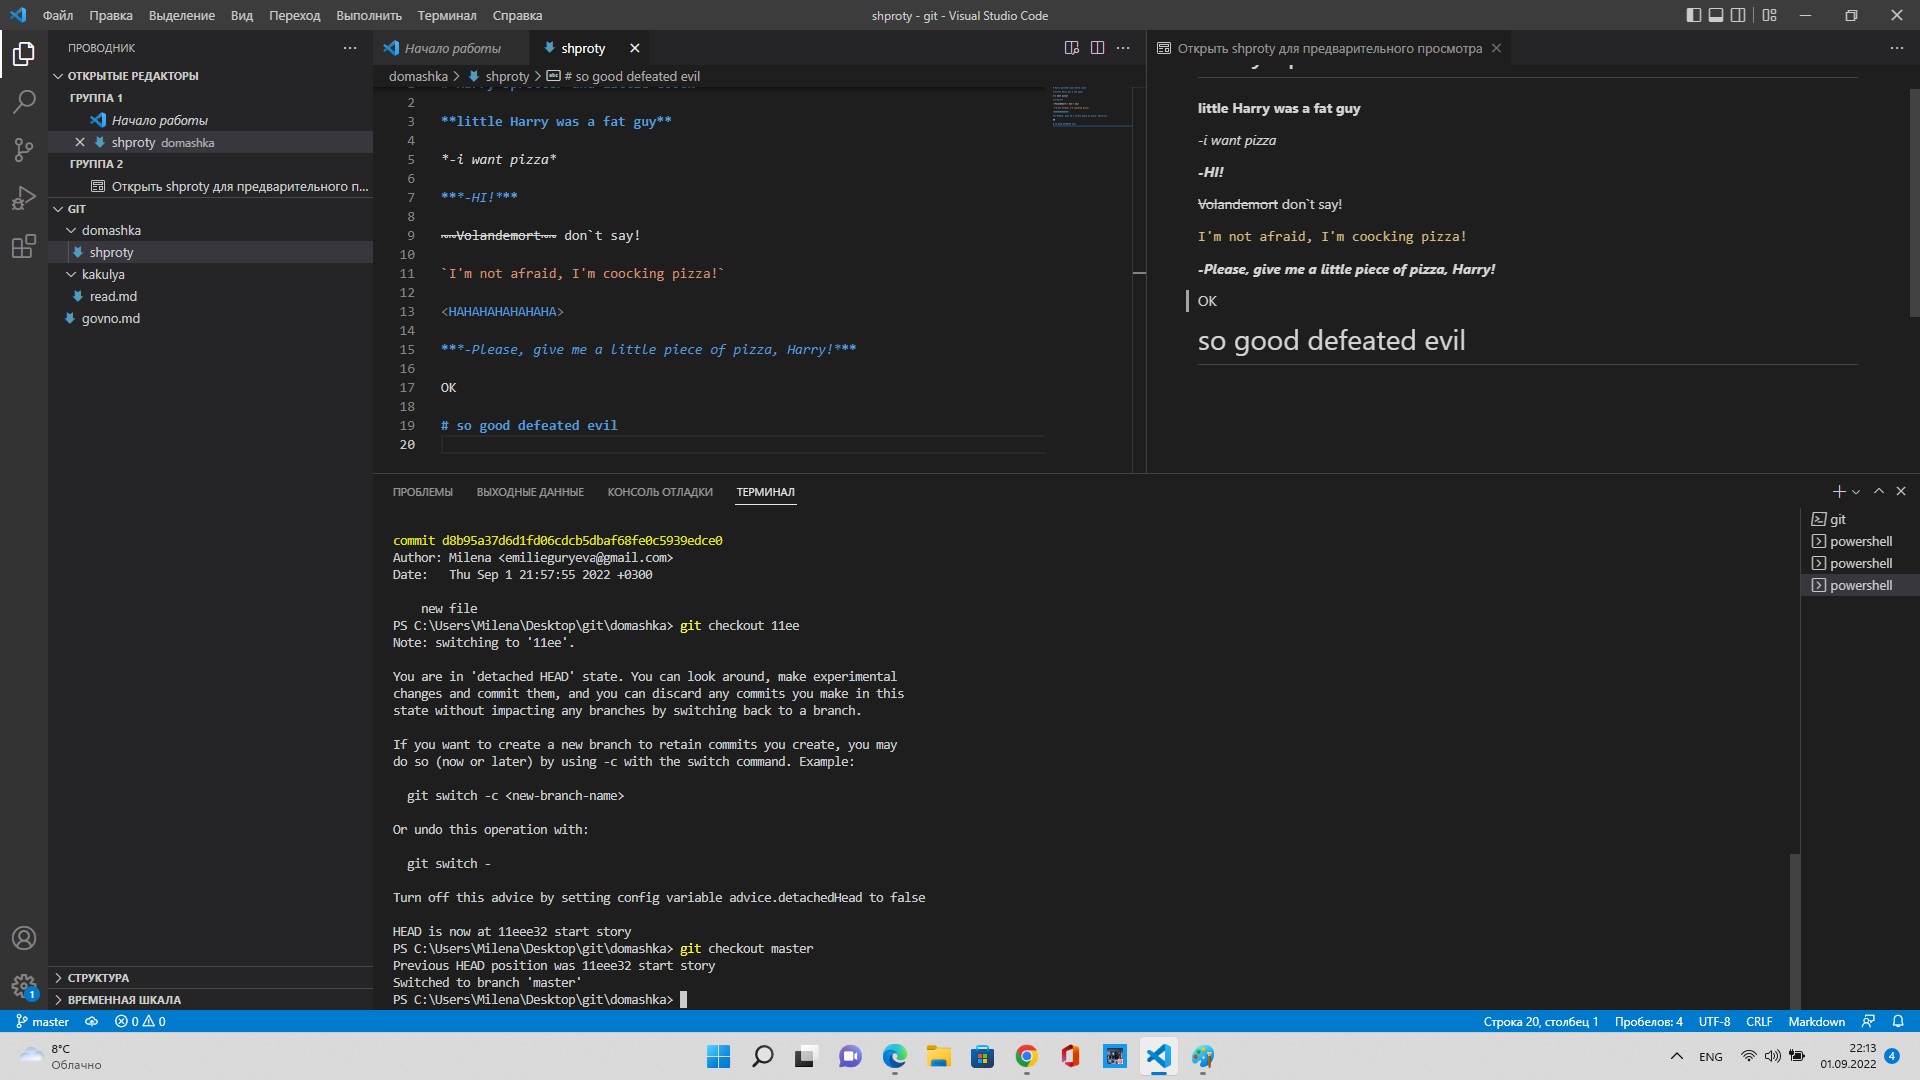 Файл Правка Выделение Вид Переход Выполнить Терминал Справка
shproty - git - Visual Studio Code
ПРОВОДНИК
ОТКРЫТЫЕ РЕДАКТОРЫ
ГРУППА 1
Начало работы
shproty domashka
ГРУППА 2
Открыть shproty для предварительного п...
GIT
domashka
shproty
kakulya
read.md
govno.md
СТРУКТУРА
ВРЕМЕННАЯ ШКАЛА
Начало работы
shproty
domashka > shproty > # so good defeated evil
2
3 **little Harry was a fat guy**
4
5 *-i want pizza*
6
7 ***-HI!***
8
9 ~~Volandemort~~ don`t say!
10
11 `I'm not afraid, I'm coocking pizza!`
12
13 <HAHAHAHAHAHAHA>
14
15 ***-Please, give me a little piece of pizza, Harry!***
16
17 OK
18
19 # so good defeated evil
20
Открыть shproty для предварительного просмотра
little Harry was a fat guy
-i want pizza
-HI!
Volandemort don`t say!
I'm not afraid, I'm coocking pizza!
-Please, give me a little piece of pizza, Harry!
OK
so good defeated evil
ПРОБЛЕМЫ ВЫХОДНЫЕ ДАННЫЕ КОНСОЛЬ ОТЛАДКИ ТЕРМИНАЛ
commit d8b95a37d6d1fd06cdcb5dbaf68fe0c5939edce0
Author: Milena <emilieguryeva@gmail.com>
Date: Thu Sep 1 21:57:55 2022 +0300
new file
PS C:\Users\Milena\Desktop\git\domashka> git checkout 11ee
Note: switching to '11ee'.
You are in 'detached HEAD' state. You can look around, make experimental
changes and commit them, and you can discard any commits you make in this
state without impacting any branches by switching back to a branch.
If you want to create a new branch to retain commits you create, you may
do so (now or later) by using -c with the switch command. Example:
git switch -c <new-branch-name>
Or undo this operation with:
git switch -
Turn off this advice by setting config variable advice.detachedHead to false
HEAD is now at 11eee32 start story
PS C:\Users\Milena\Desktop\git\domashka> git checkout master
Previous HEAD position was 11eee32 start story
Switched to branch 'master'
PS C:\Users\Milena\Desktop\git\domashka>
git
powershell
powershell
powershell
1
master 0 0
Строка 20, столбец 1 Пробелов: 4 UTF-8 CRLF Markdown
8°C
Облачно
ENG
22:13
01.09.2022
4